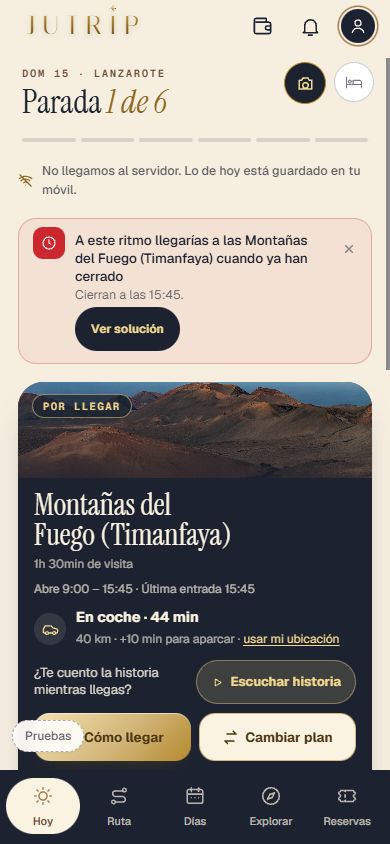 JUTRIP
DOM 15 · LANZAROTE
Parada 1 de 6
No llegamos al servidor. Lo de hoy está guardado en tu
móvil.
A este ritmo llegarías a las Montañas
del Fuego (Timanfaya) cuando ya han
cerrado
Cierran a las 15:45.
Ver solución
POR LLEGAR
Montañas del
Fuego (Timanfaya)
1h 30min de visita
Abre 9:00 – 15:45 · Última entrada 15:45
En coche · 44 min
40 km · +10 min para aparcar · usar mi ubicación
¿Te cuento la historia
mientras llegas?
Escuchar historia
Pruebas
Cómo llegar
Cambiar plan
Hoy
Ruta
Días
Explorar
Reservas